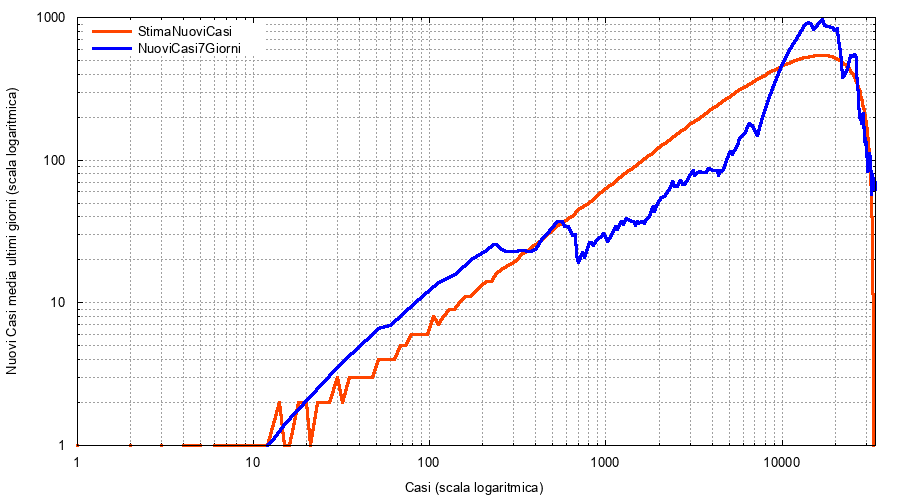 1000
StimaNuoviCasi
NuoviCasi7Giorni
100
10
1
Nuovi Casi media ultimi giorni (scala logaritmica)
1 10 100 1000 10000
Casi (scala logaritmica)